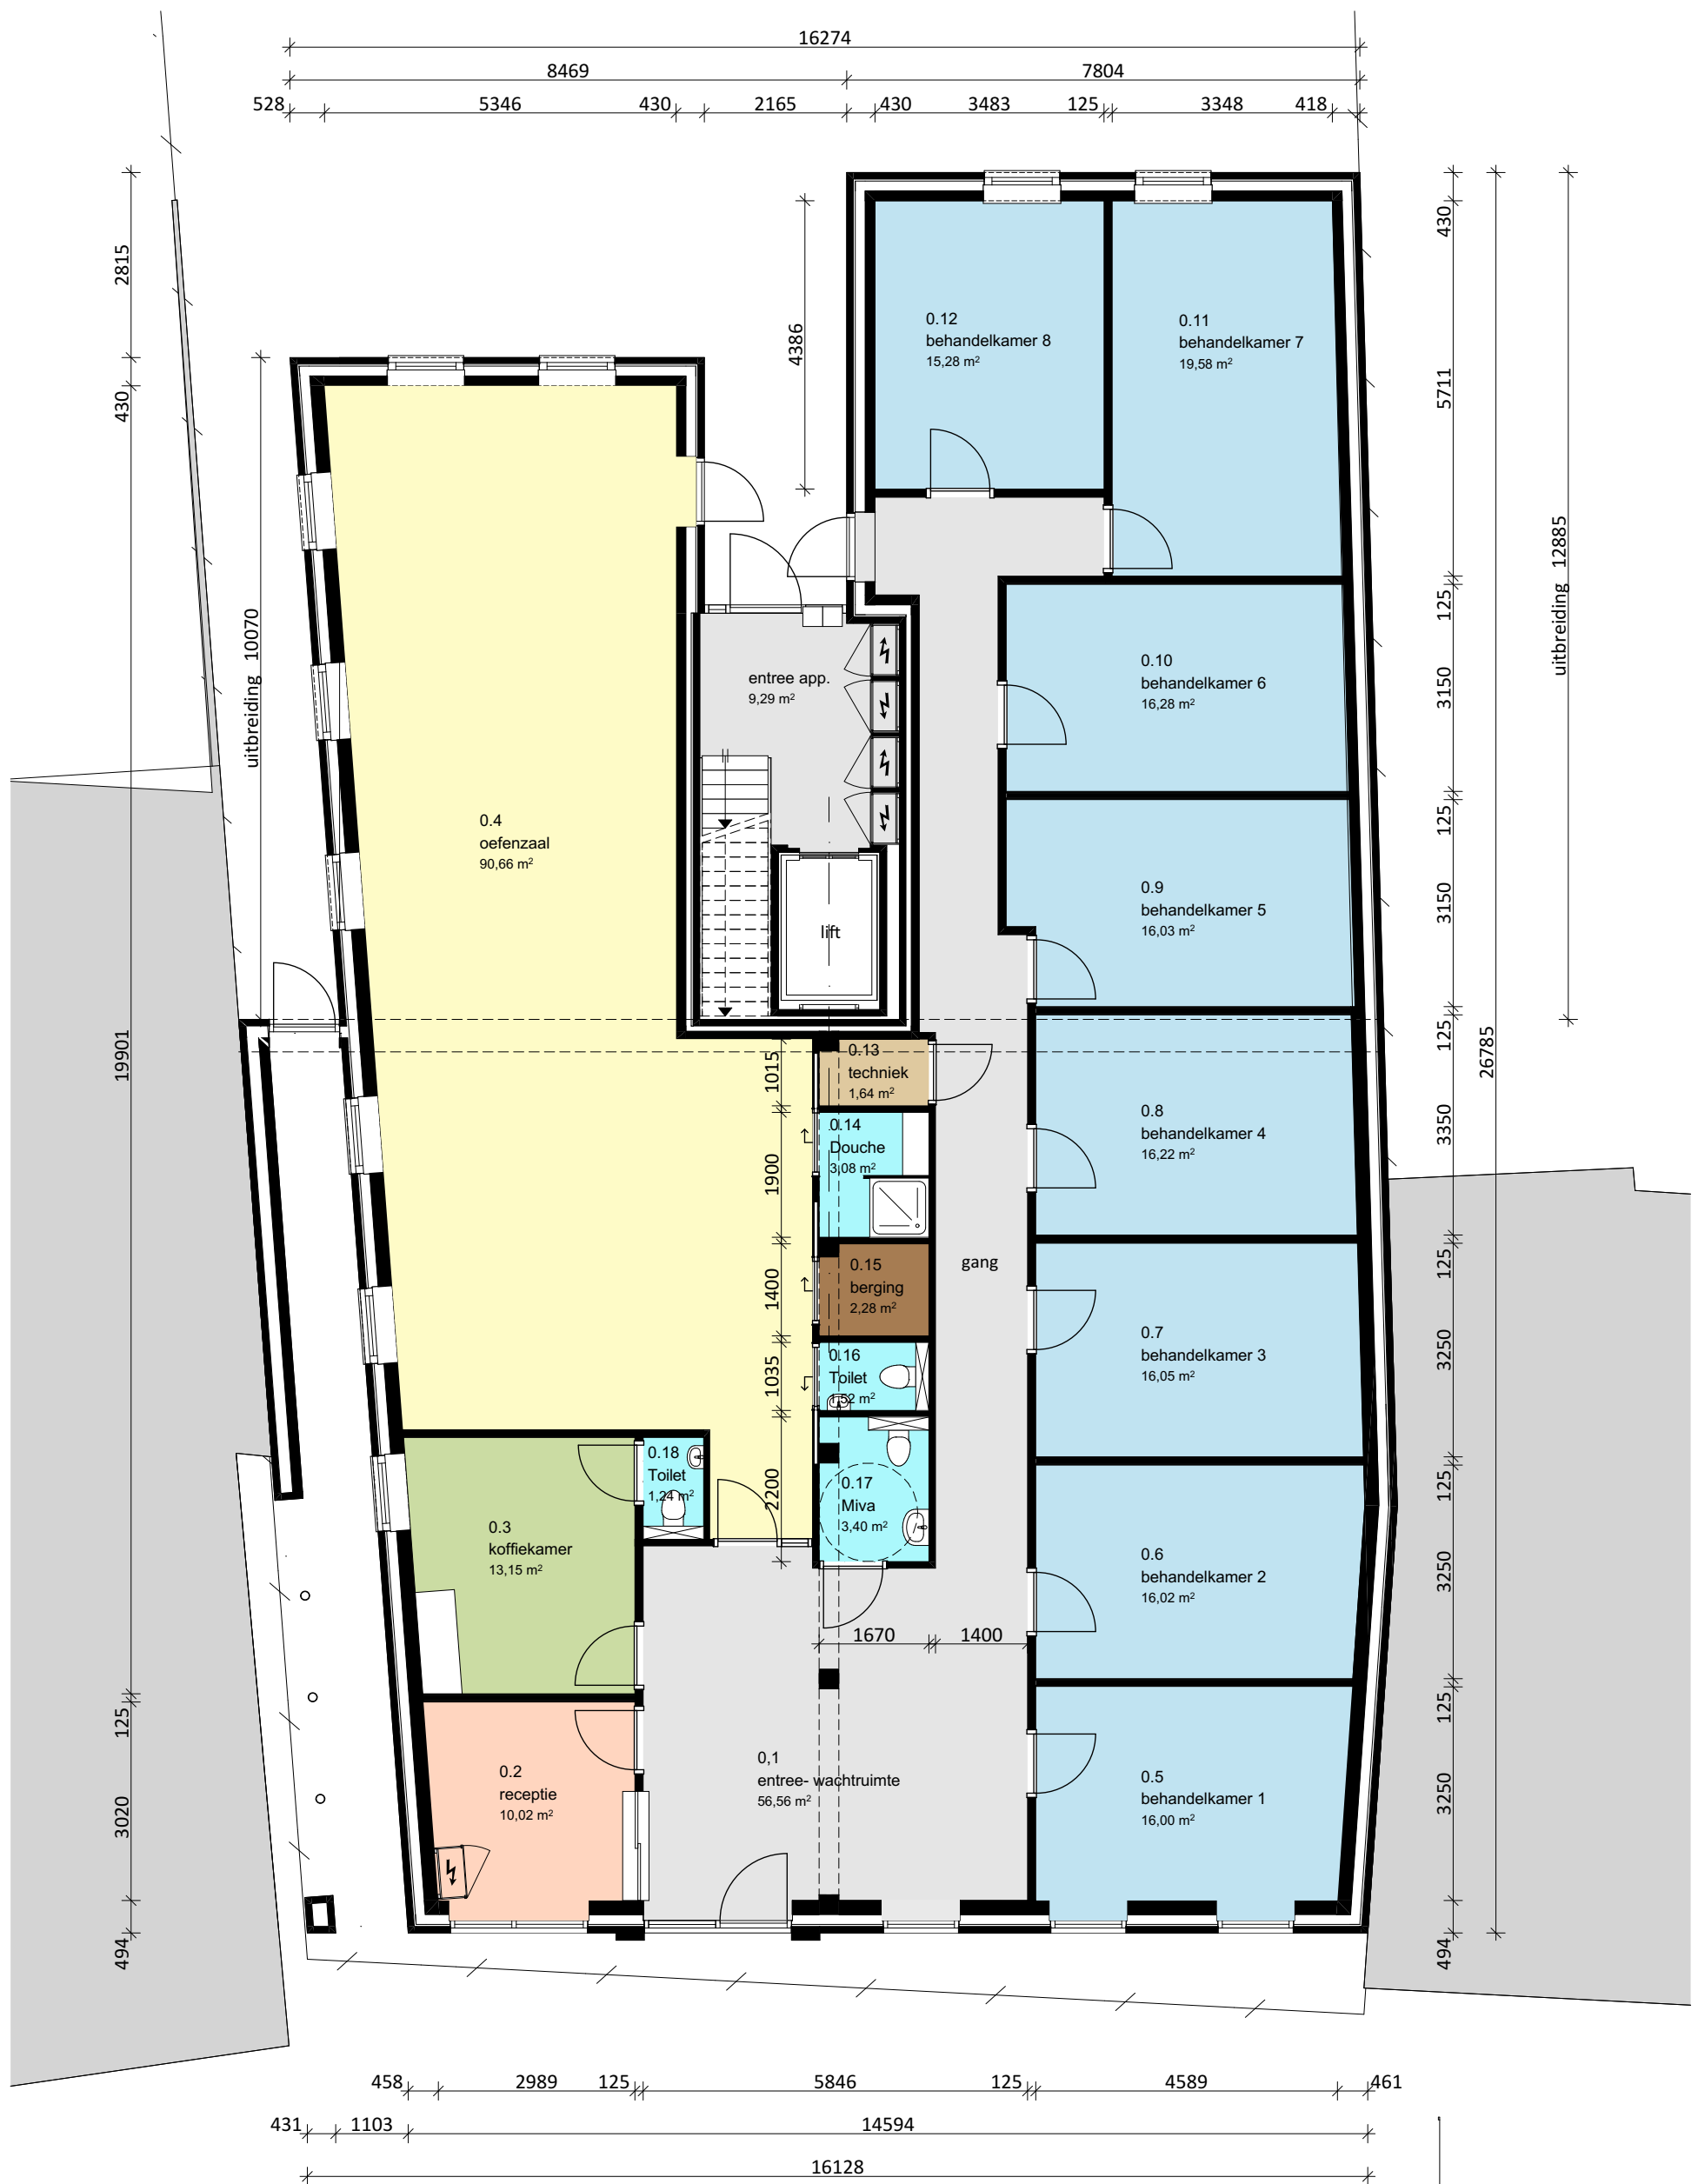 16274
8469 7804
528 5346 430 2165 430 3483 125 3348 418
2815
430
19901
125
3020
494
uitbreiding 10070
4386
430
5711
125
3150
125
3150
125
3350
125
3250
125
3250
125
3250
494
26785
uitbreiding 12885
0.12
behandelkamer 8
15,28 m²
0.11
behandelkamer 7
19,58 m²
0.10
behandelkamer 6
16,28 m²
entree app.
9,29 m²
0.4
oefenzaal
90,66 m²
0.9
behandelkamer 5
16,03 m²
lift
1015
1900
1400
1035
2200
0.13
techniek
1,64 m²
0.14
Douche
3,08 m²
0.8
behandelkamer 4
16,22 m²
gang
0.15
berging
2,28 m²
0.7
behandelkamer 3
16,05 m²
0.16
Toilet
1,52 m²
0.18
Toilet
1,24 m²
0.17
Miva
3,40 m²
0.3
koffiekamer
13,15 m²
0.6
behandelkamer 2
16,02 m²
1670 1400
0,1
entree- wachtruimte
56,56 m²
0.2
receptie
10,02 m²
0.5
behandelkamer 1
16,00 m²
458 2989 125 5846 125 4589 461
431 1103 14594
16128